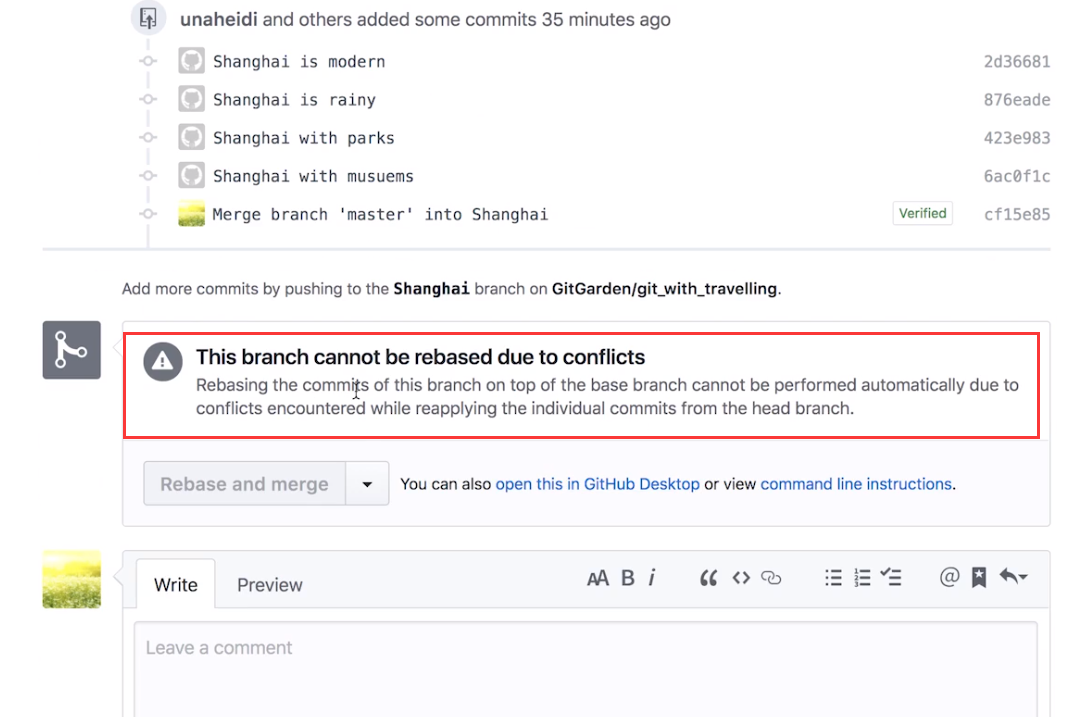 unaheidi and others added some commits 35 minutes ago
Shanghai is modern 2d36681
Shanghai is rainy 876eade
Shanghai with parks 423e983
Shanghai with musuems 6ac0f1c
Merge branch 'master' into Shanghai Verified cf15e85
Add more commits by pushing to the Shanghai branch on GitGarden/git_with_travelling.
This branch cannot be rebased due to conflicts
Rebasing the commits of this branch on top of the base branch cannot be performed automatically due to
conflicts encountered while reapplying the individual commits from the head branch.
Rebase and merge You can also open this in GitHub Desktop or view command line instructions.
Write Preview AA B i
Leave a comment